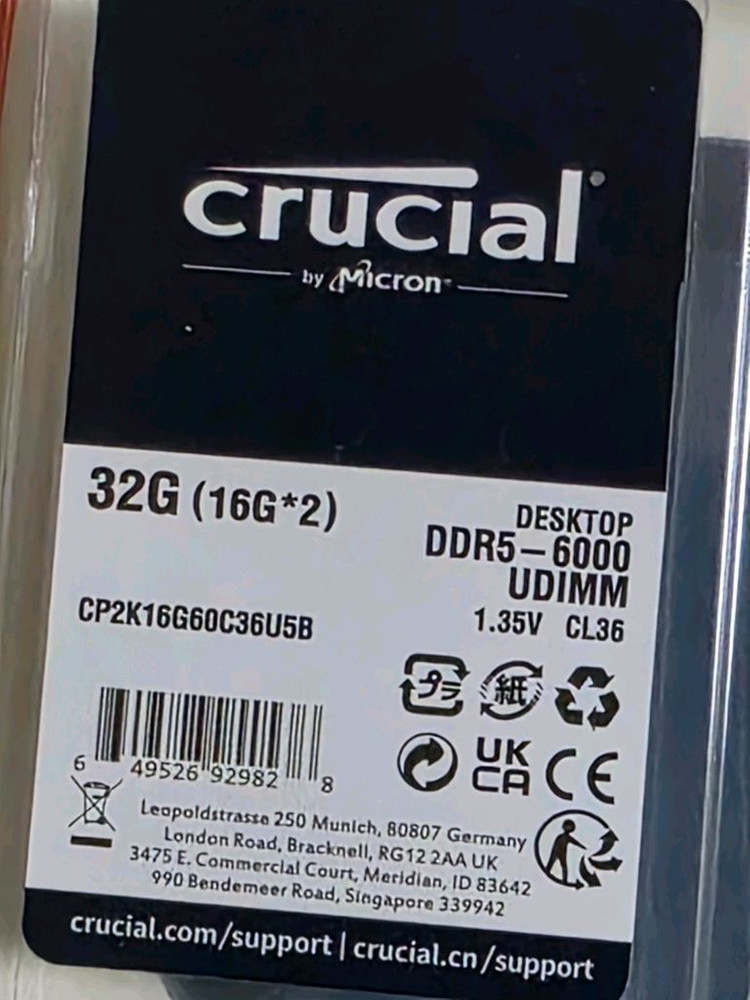 crucial
by Micron
32G (16G*2)
DESKTOP
DDR5-6000
UDIMM
1.35V CL36
CP2K16G60C36U5B
プラ
紙
UK
CA
CE
6 49526 92982 8
Leopoldstrasse 250 Munich, 80807 Germany
London Road, Bracknell, RG12 2AA UK
3475 E. Commercial Court, Meridian, ID 83642
990 Bendemeer Road, Singapore 339942
crucial.com/support | crucial.cn/support